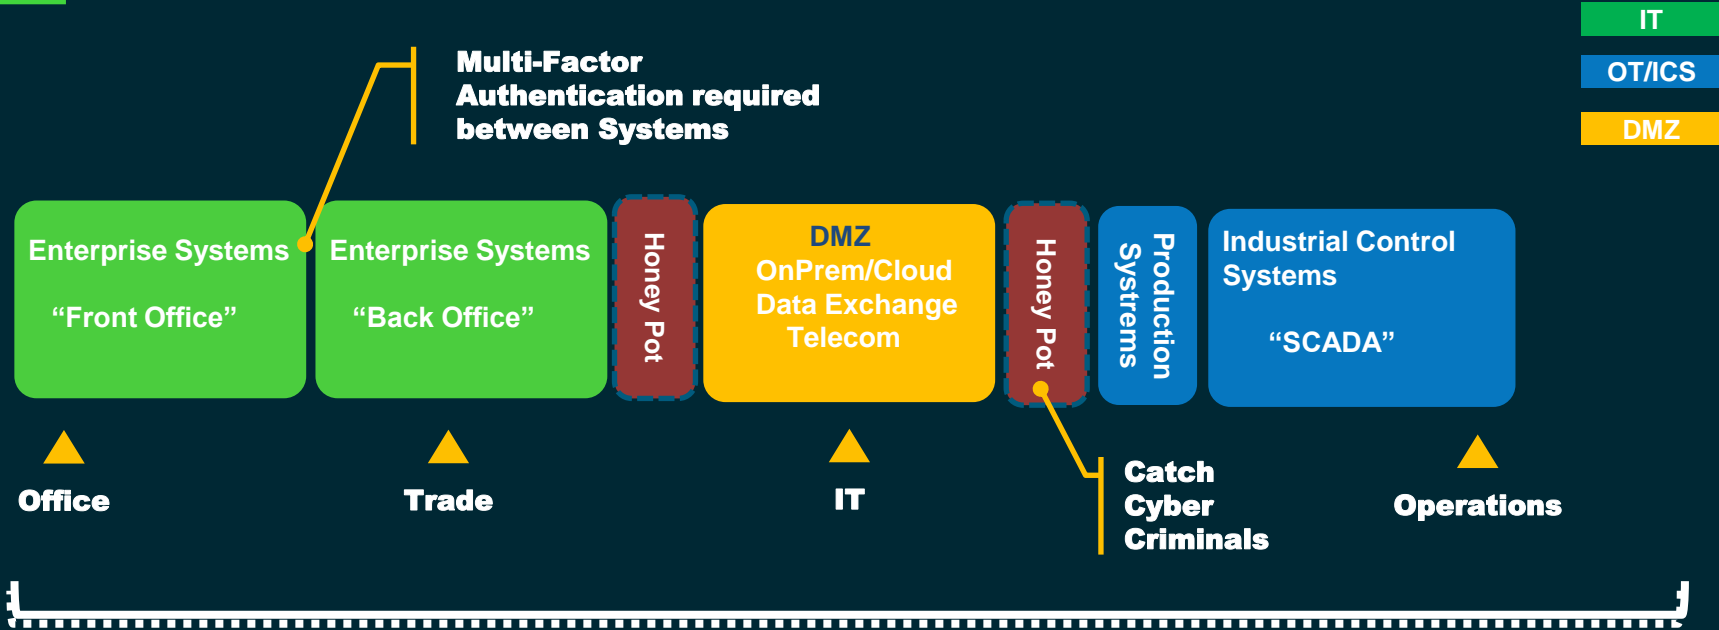 IT
OT/ICS
DMZ
Multi-Factor
Authentication required
between Systems
Enterprise Systems
“Front Office”
Enterprise Systems
“Back Office”
Honey Pot
DMZ
OnPrem/Cloud
Data Exchange
Telecom
Honey Pot
Production
Systrems
Industrial Control
Systems
“SCADA”
Office
Trade
IT
Catch
Cyber
Criminals
Operations